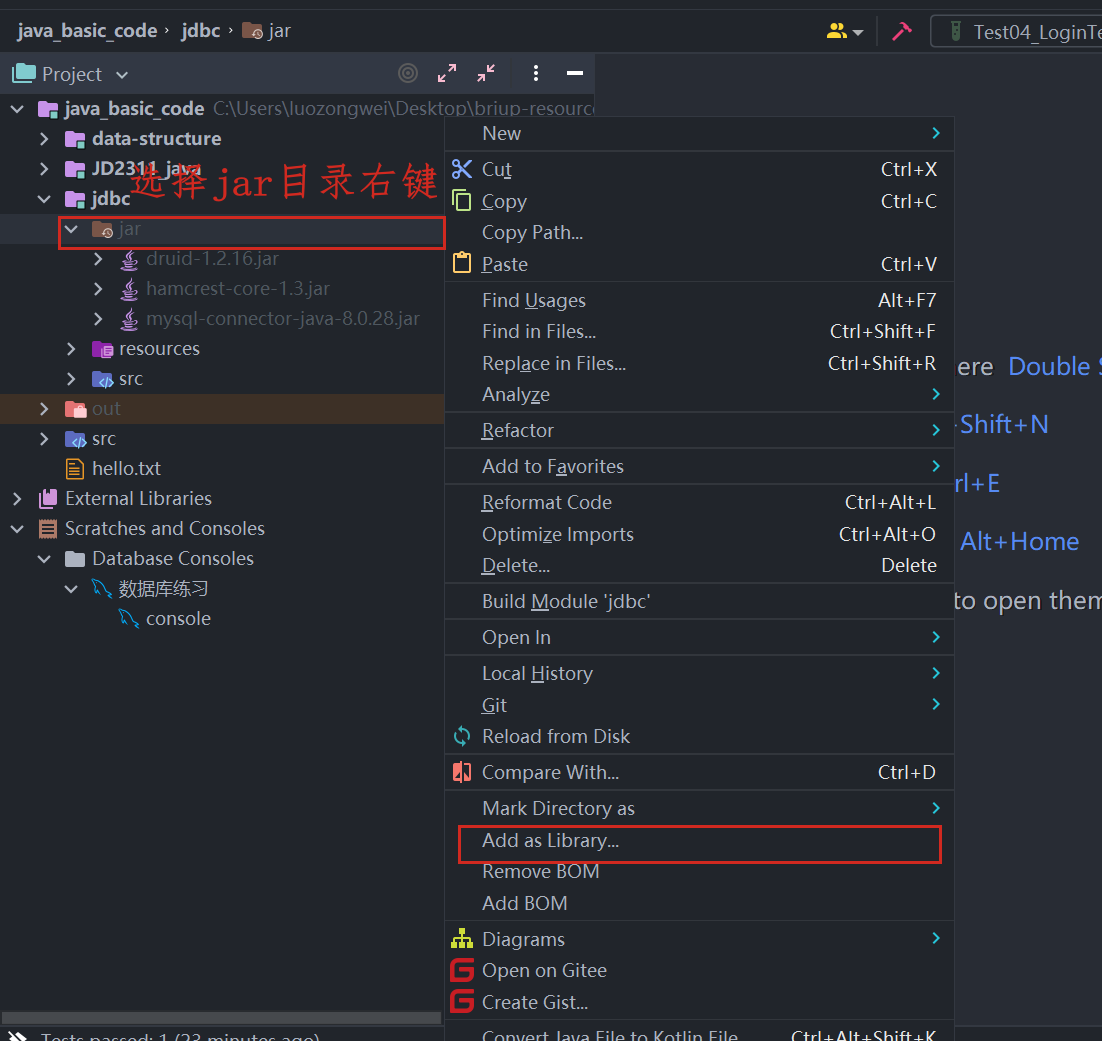 java_basic_code › jdbc › jar
Test04_LoginTe
Project
java_basic_code C:\Users\luozongwei\Desktop\briup-resourc
data-structure
JD2311_java
选择jar目录右键
jdbc
jar
druid-1.2.16.jar
hamcrest-core-1.3.jar
mysql-connector-java-8.0.28.jar
resources
src
out
src
hello.txt
External Libraries
Scratches and Consoles
Database Consoles
数据库练习
console
New
Cut Ctrl+X
Copy Ctrl+C
Copy Path...
Paste Ctrl+V
Find Usages Alt+F7
Find in Files... Ctrl+Shift+F
Replace in Files... Ctrl+Shift+R
Analyze
Refactor
Add to Favorites
Reformat Code Ctrl+Alt+L
Optimize Imports Ctrl+Alt+O
Delete... Delete
Build Module 'jdbc'
Open In
Local History
Git
Reload from Disk
Compare With... Ctrl+D
Mark Directory as
Add as Library...
Remove BOM
Add BOM
Diagrams
Open on Gitee
Create Gist...
Convert Java File to Kotlin File Ctrl+Alt+Shift+K
ere Double S
Shift+N
rl+E
Alt+Home
to open them
Tests passed: 1 (23 minutes ago)